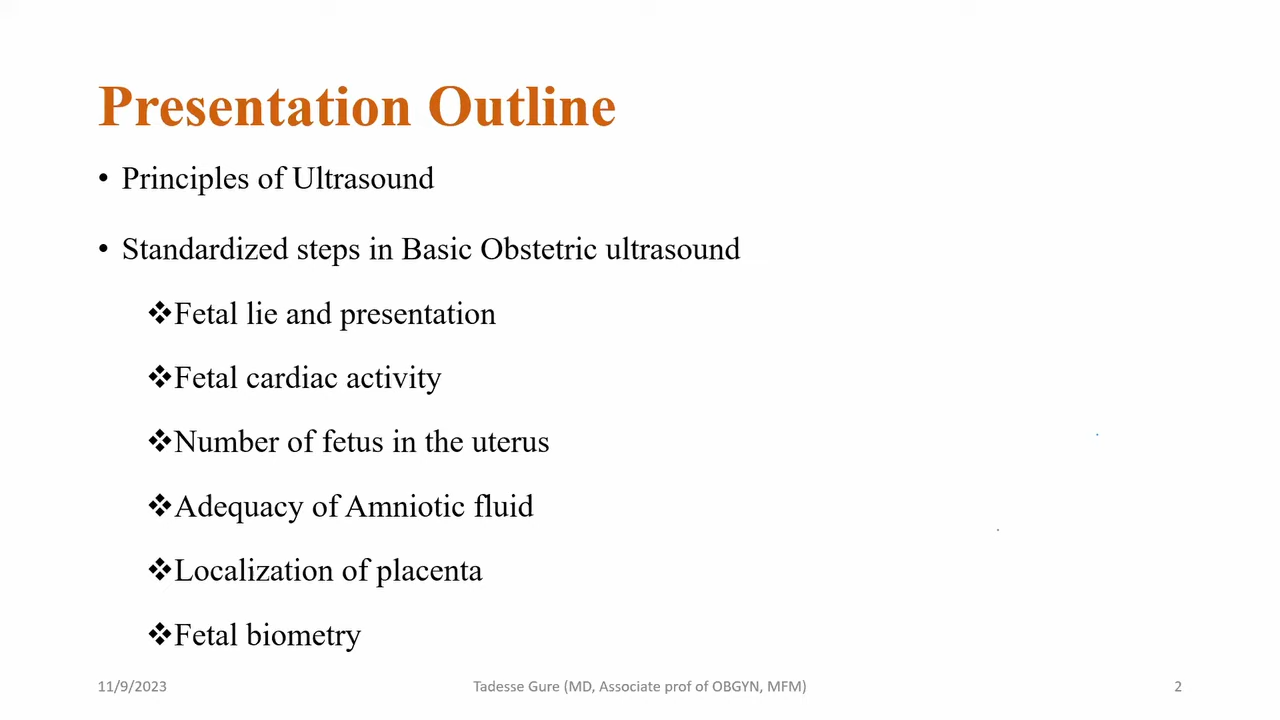 Presentation Outline
• Principles of Ultrasound
• Standardized steps in Basic Obstetric ultrasound
❖Fetal lie and presentation
❖Fetal cardiac activity
❖Number of fetus in the uterus
❖Adequacy of Amniotic fluid
❖Localization of placenta
❖Fetal biometry
11/9/2023 Tadesse Gure (MD, Associate prof of OBGYN, MFM) 2